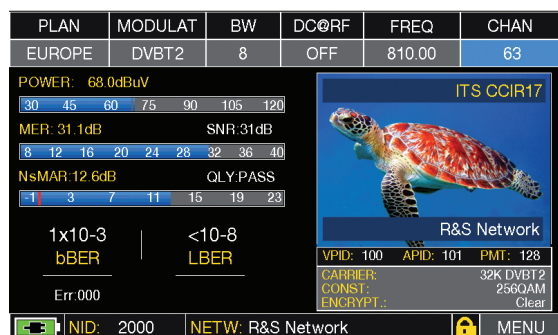 PLAN MODULAT BW DC@RF FREQ CHAN
EUROPE DVBT2 8 OFF 810.00 63
POWER: 68.0dBuV
30 45 60 75 90 105 120
MER: 31.1dB SNR:31dB
8 12 16 20 24 28 32 36 40
NsMAR:12.6dB QLY:PASS
-1 3 7 11 15 19 23
1x10-3 <10-8
bBER LBER
Err:000
ITS CCIR17
R&S Network
VPID: 100 APID: 101 PMT: 128
CARRIER: 32K DVBT2
CONST: 256QAM
ENCRYPT.: Clear
NID: 2000 NETW: R&S Network MENU